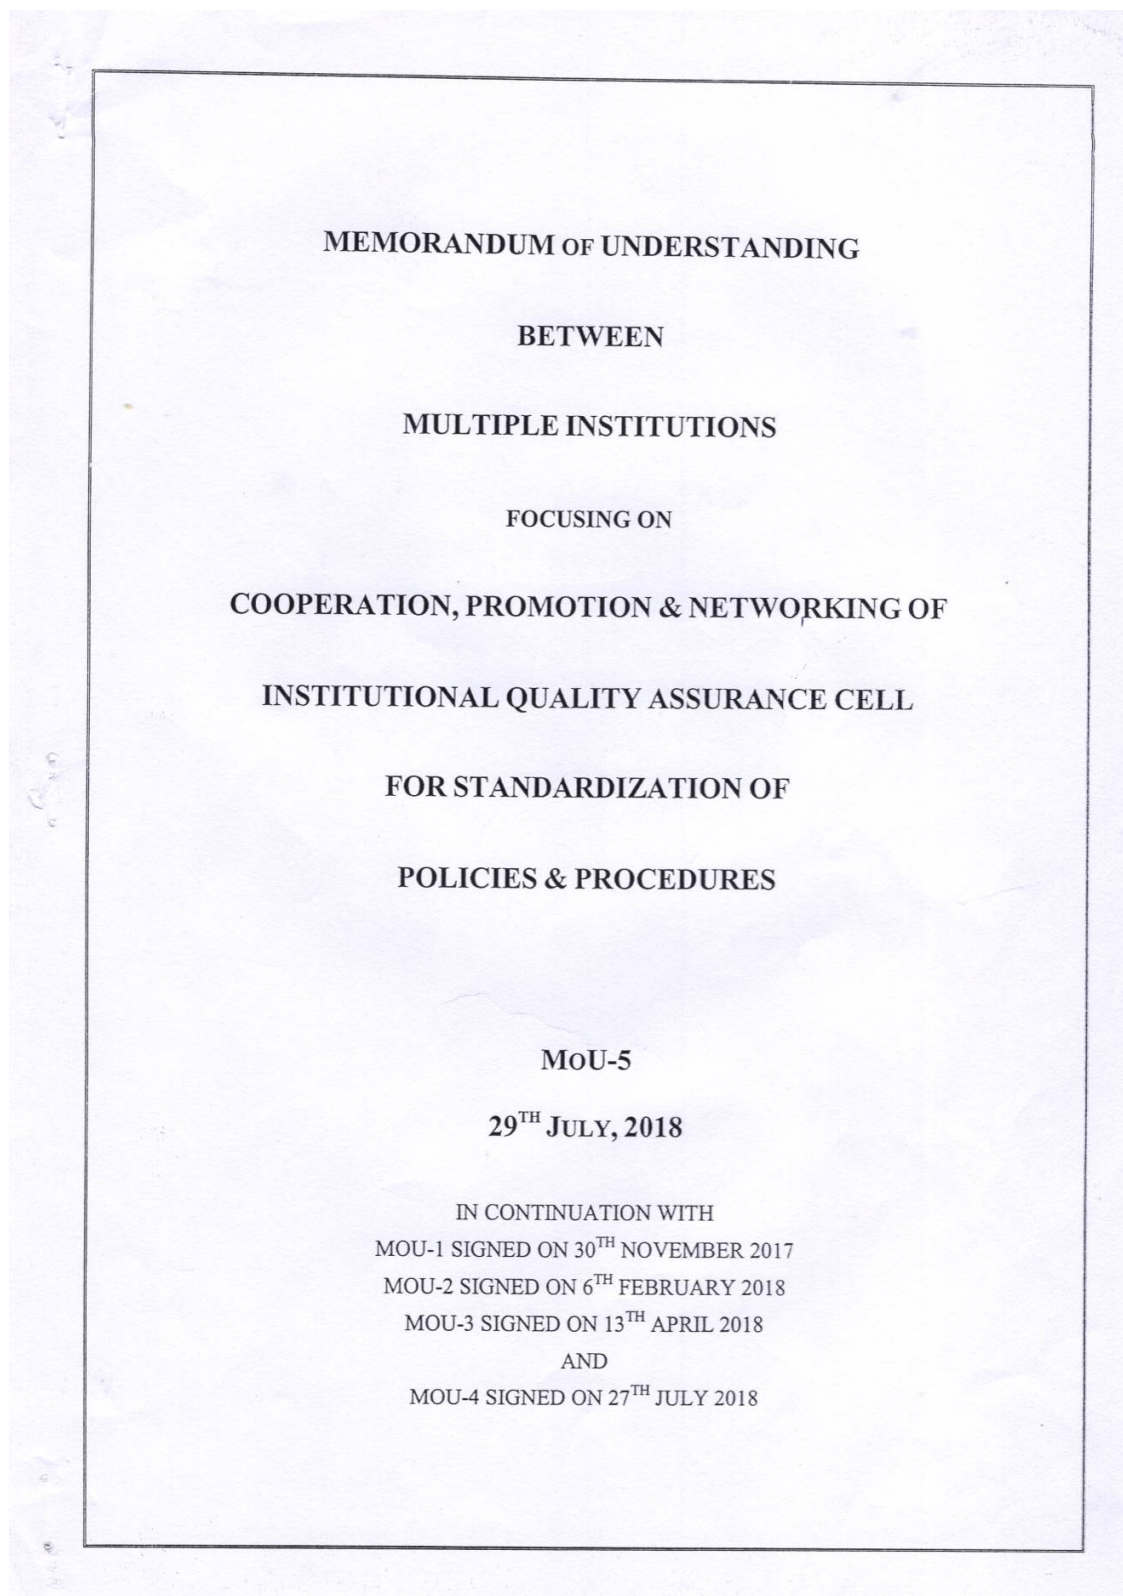 MEMORANDUM OF UNDERSTANDING
BETWEEN
MULTIPLE INSTITUTIONS
FOCUSING ON
COOPERATION, PROMOTION & NETWORKING OF
INSTITUTIONAL QUALITY ASSURANCE CELL
FOR STANDARDIZATION OF
POLICIES & PROCEDURES
MOU-5
29TH JULY, 2018
IN CONTINUATION WITH
MOU-1 SIGNED ON 30TH NOVEMBER 2017
MOU-2 SIGNED ON 6TH FEBRUARY 2018
MOU-3 SIGNED ON 13TH APRIL 2018
AND
MOU-4 SIGNED ON 27TH JULY 2018